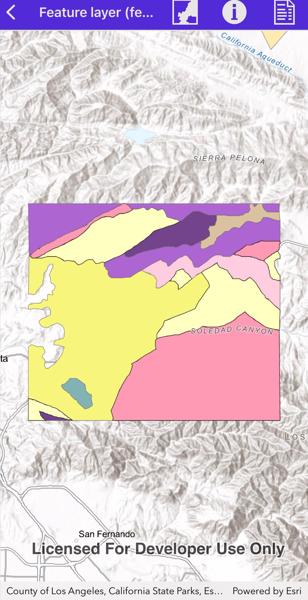 Feature layer (fe...
California Aqueduct
SIERRA PELONA
SOLEDAD CANYON
ta
LOS
San Fernando
Licensed For Developer Use Only
County of Los Angeles, California State Parks, Es... Powered by Esri